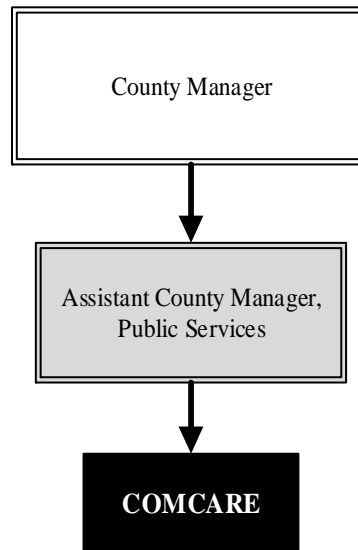 County Manager
Assistant County Manager,
Public Services
COMCARE